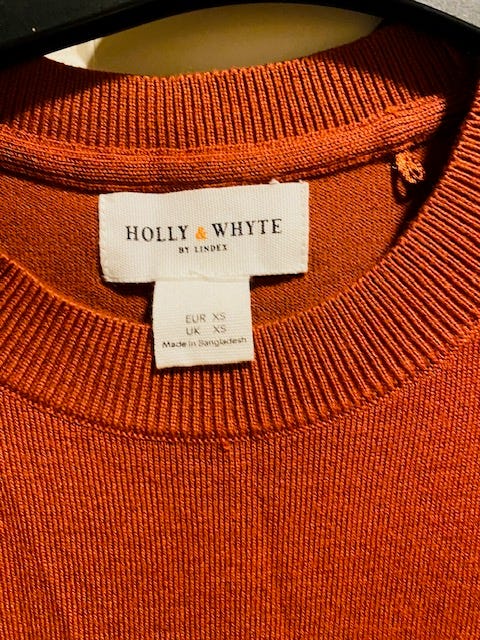 HOLLY & WHYTE
BY LINDEX
EUR XS
UK XS
Made in Bangladesh